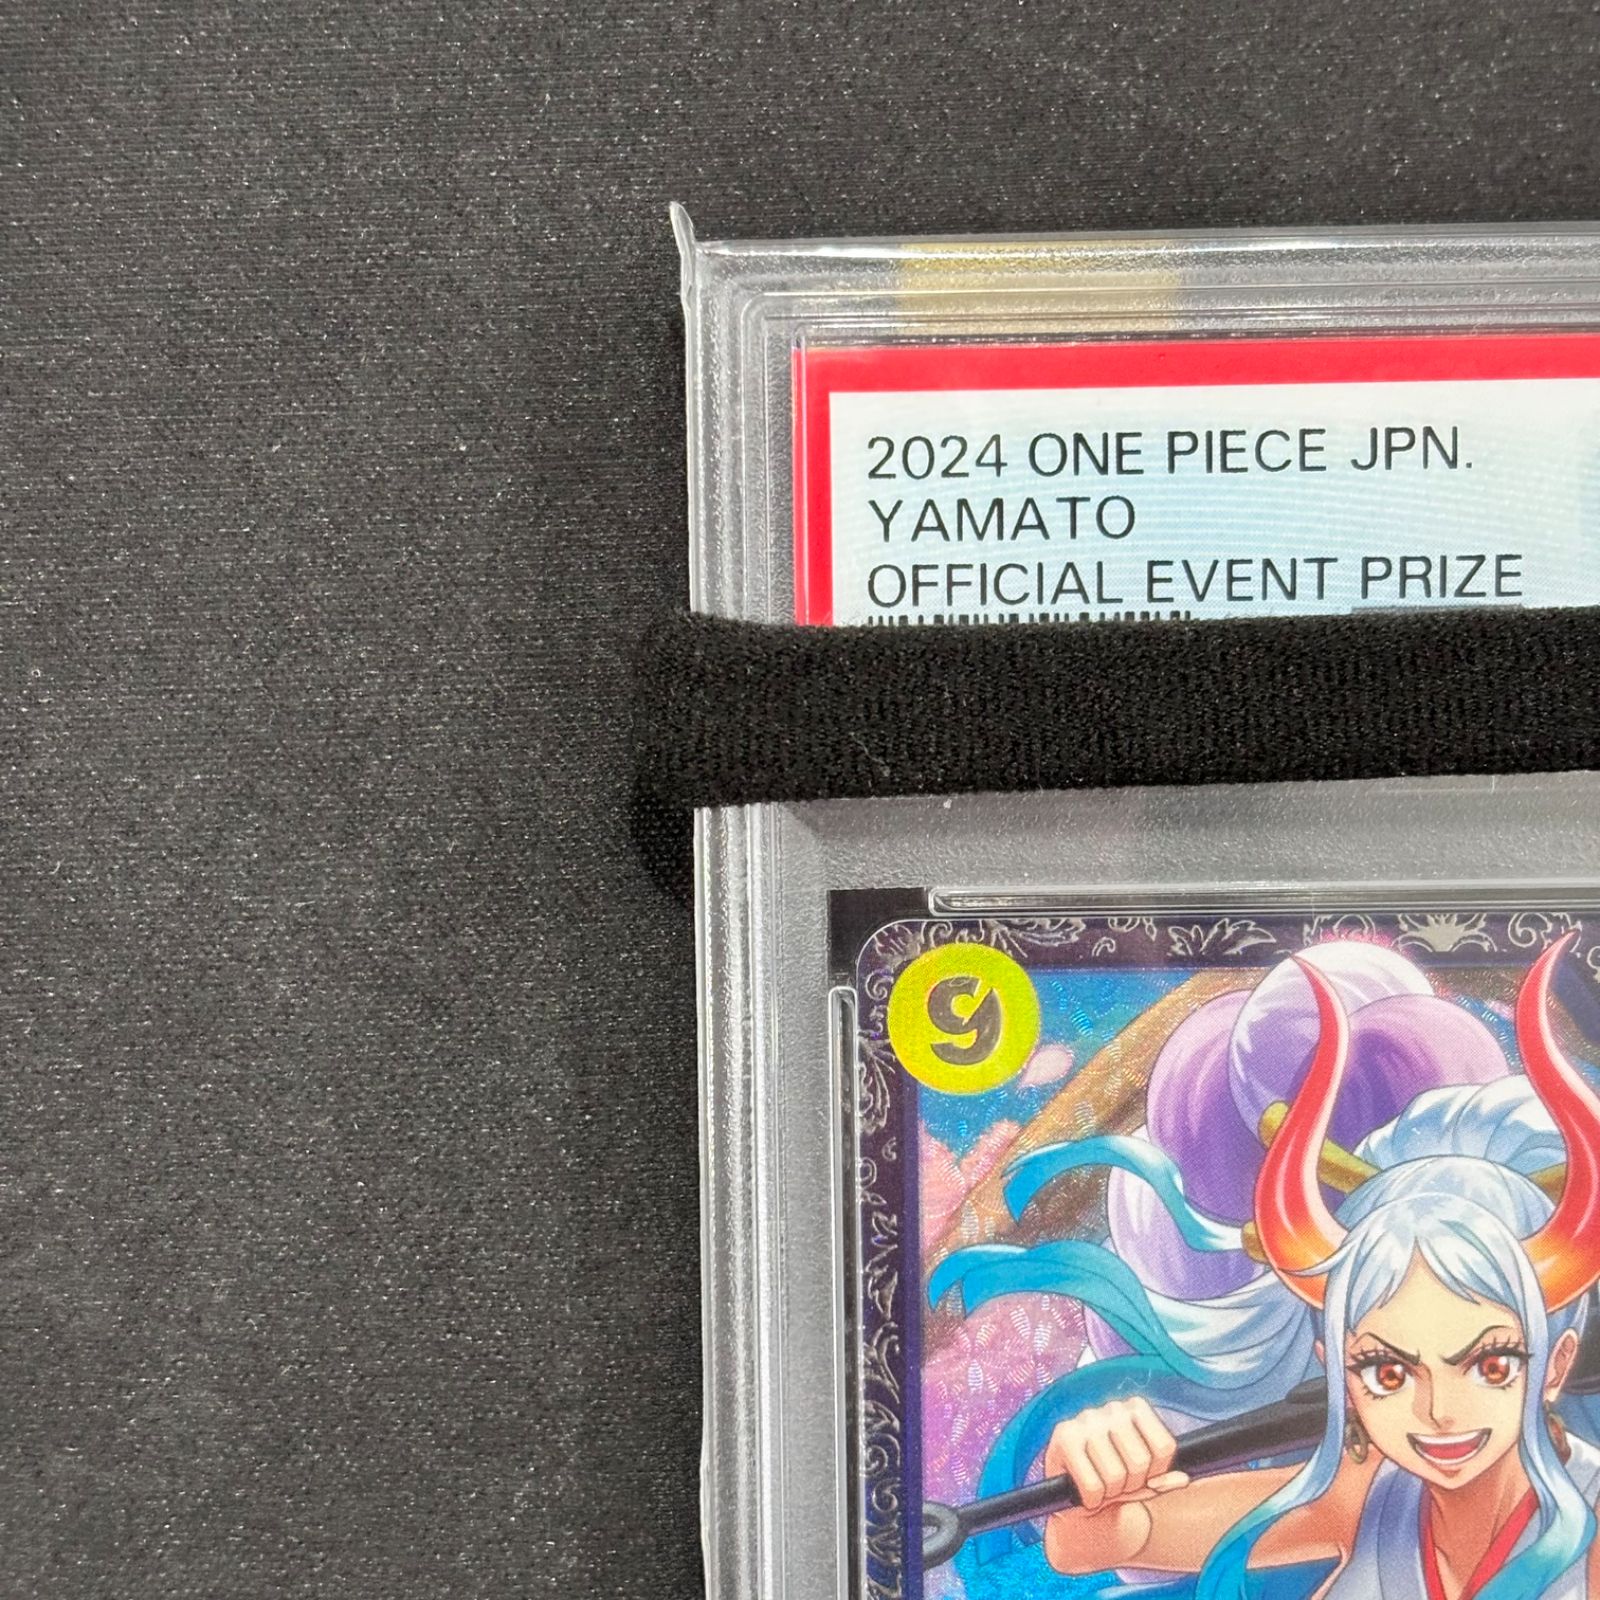 2024 ONE PIECE JPN.
YAMATO
OFFICIAL EVENT PRIZE
9